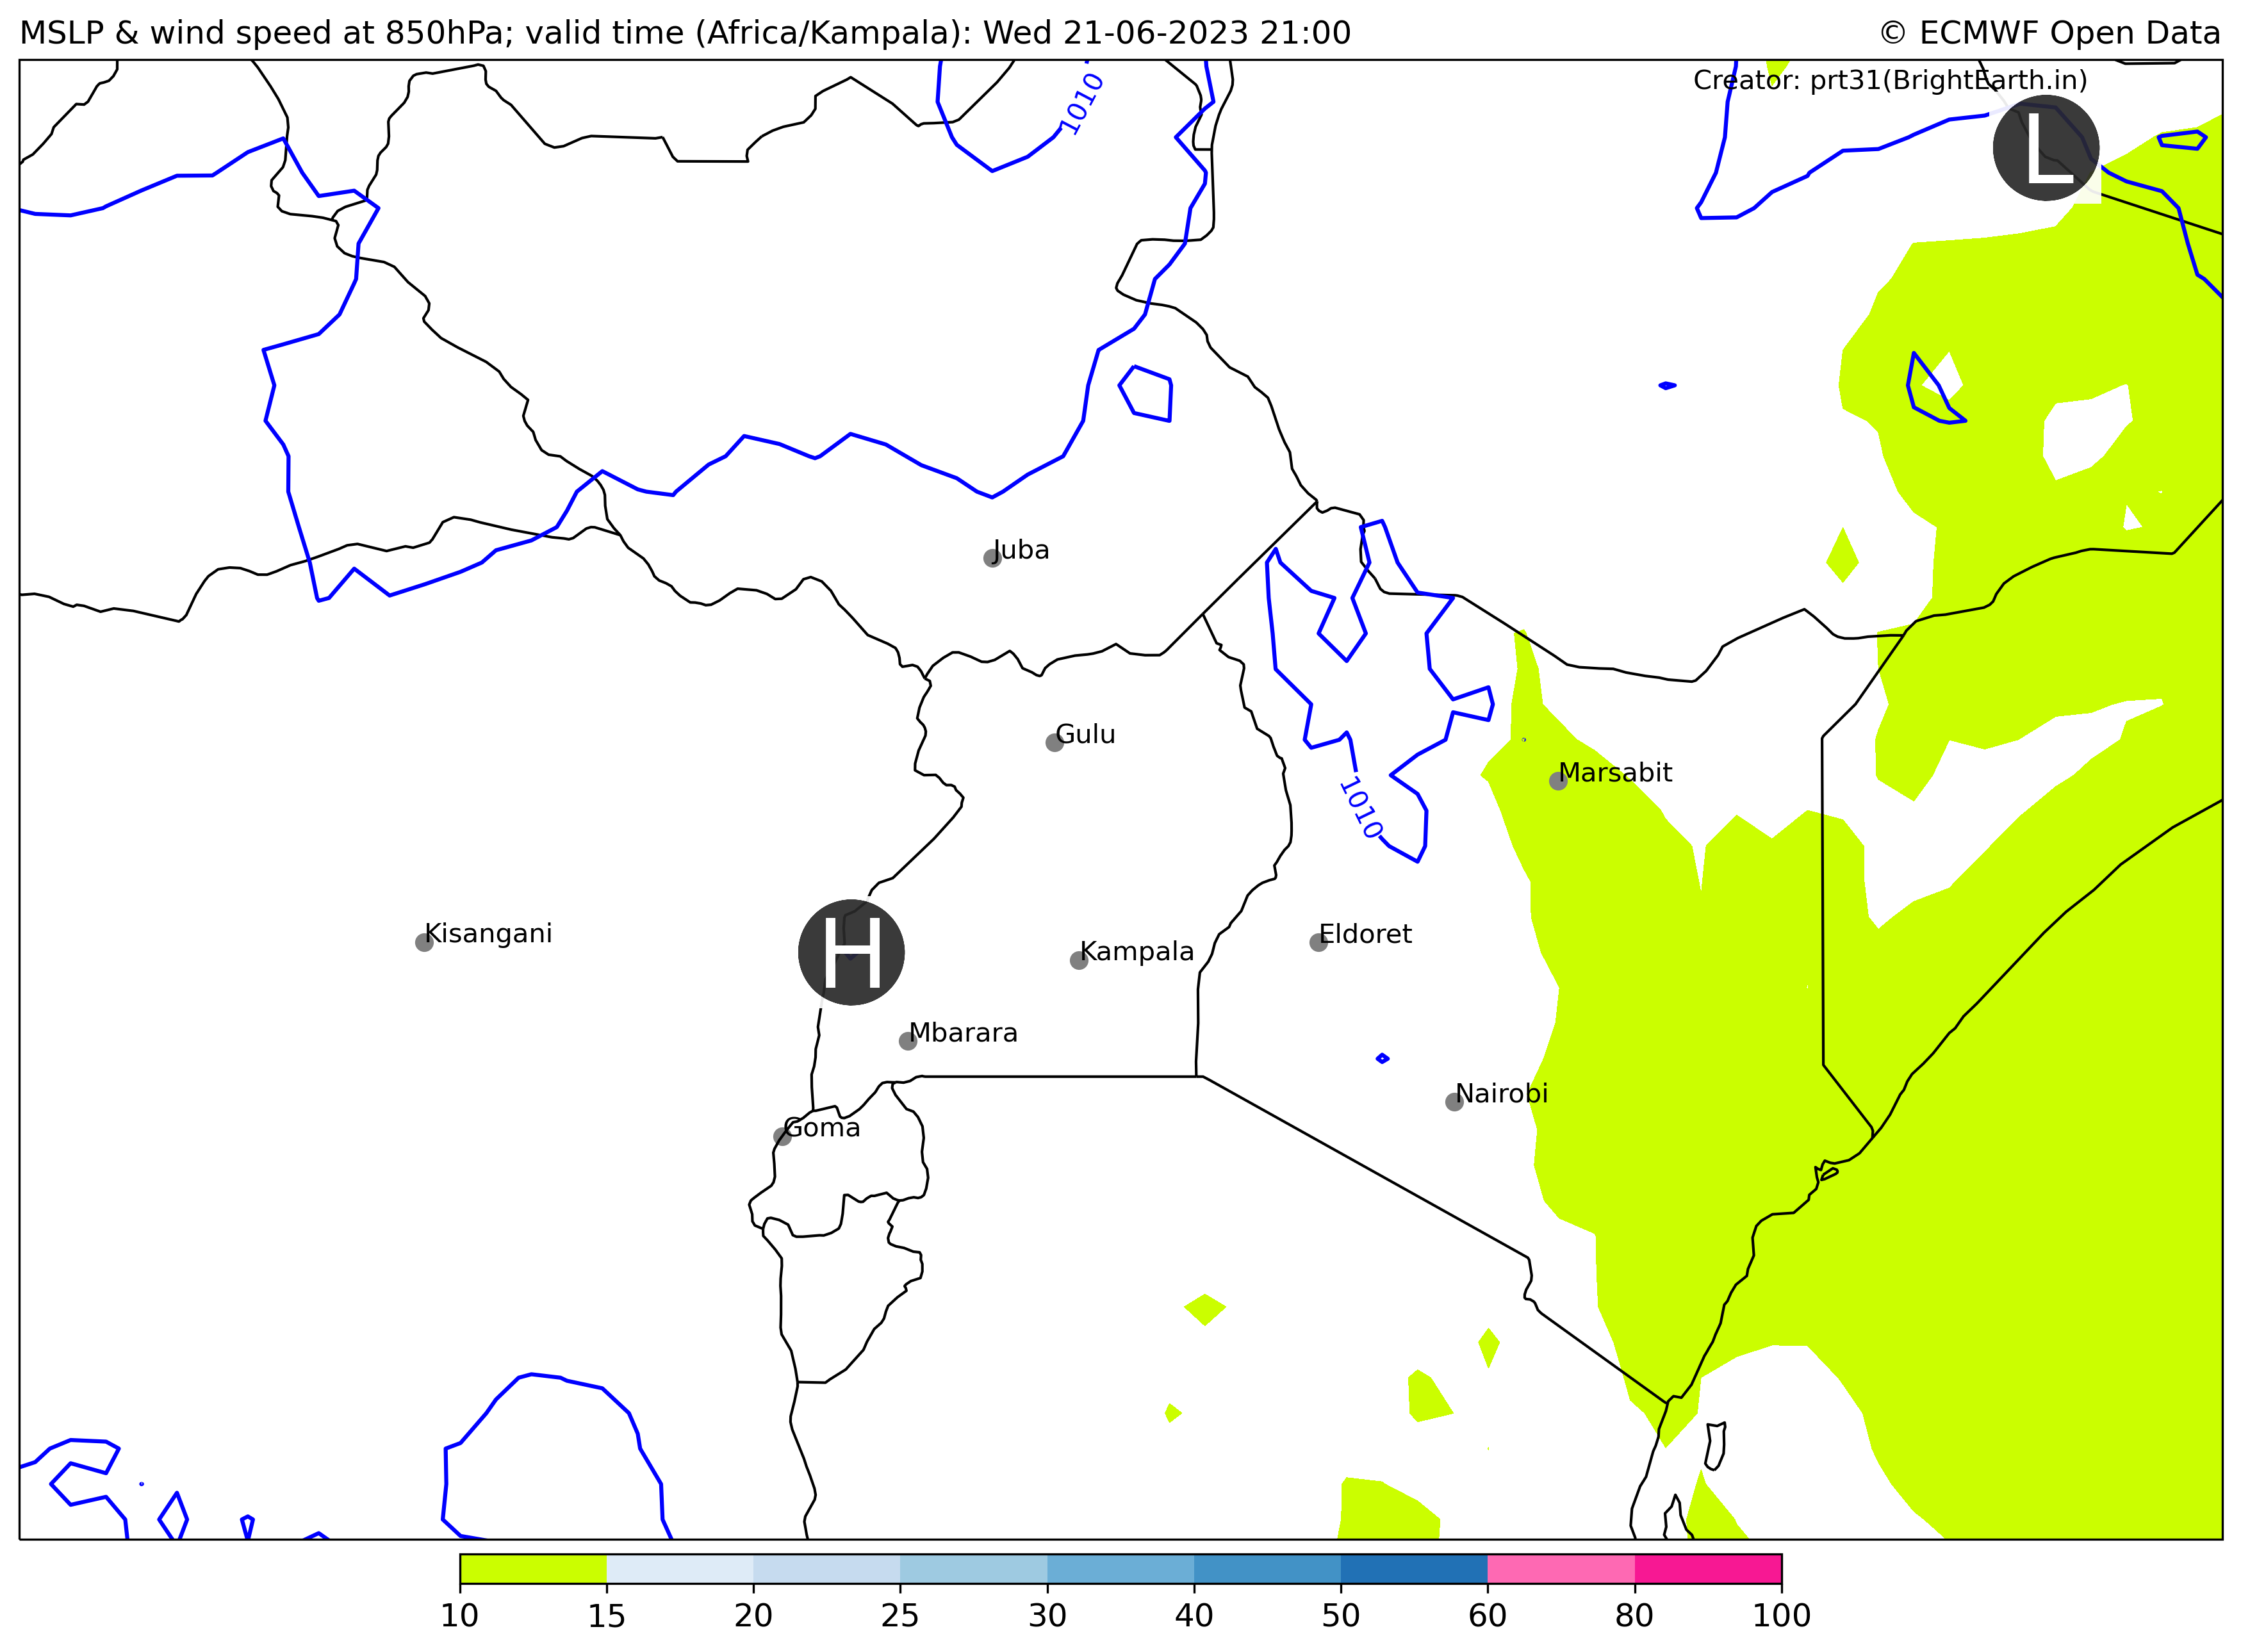 MSLP & wind speed at 850hPa; valid time (Africa/Kampala): Wed 21-06-2023 21:00
© ECMWF Open Data
Creator: prt31(BrightEarth.in)
1010
L
Juba
Gulu
Marsabit
1010
Kisangani
H
Eldoret
Kampala
Mbarara
Nairobi
Goma
10 15 20 25 30 40 50 60 80 100